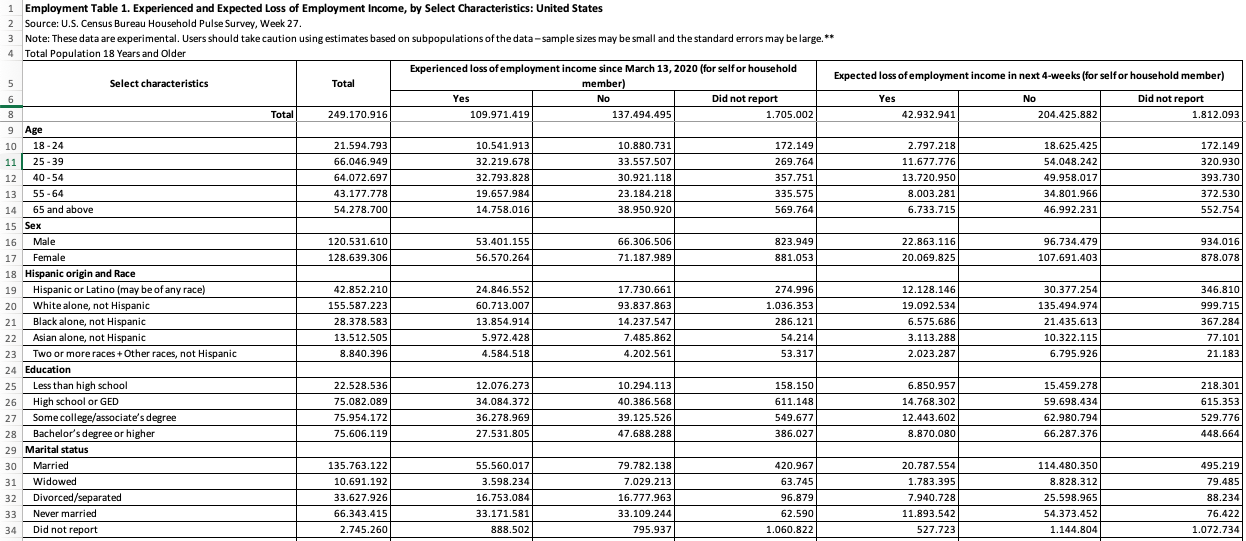 1 Employment Table 1. Experienced and Expected Loss of Employment Income, by Select Characteristics: United States
2 Source: U.S. Census Bureau Household Pulse Survey, Week 27.
3 Note: These data are experimental. Users should take caution using estimates based on subpopulations of the data – sample sizes may be small and the standard errors may be large.**
4 Total Population 18 Years and Older
5 Select characteristics Total Experienced loss of employment income since March 13, 2020 (for self or household member) Expected loss of employment income in next 4-weeks (for self or household member)
6 Yes No Did not report Yes No Did not report
8 Total 249.170.916 109.971.419 137.494.495 1.705.002 42.932.941 204.425.882 1.812.093
9 Age
10 18 - 24 21.594.793 10.541.913 10.880.731 172.149 2.797.218 18.625.425 172.149
11 25 - 39 66.046.949 32.219.678 33.557.507 269.764 11.677.776 54.048.242 320.930
12 40 - 54 64.072.697 32.793.828 30.921.118 357.751 13.720.950 49.958.017 393.730
13 55 - 64 43.177.778 19.657.984 23.184.218 335.575 8.003.281 34.801.966 372.530
14 65 and above 54.278.700 14.758.016 38.950.920 569.764 6.733.715 46.992.231 552.754
15 Sex
16 Male 120.531.610 53.401.155 66.306.506 823.949 22.863.116 96.734.479 934.016
17 Female 128.639.306 56.570.264 71.187.989 881.053 20.069.825 107.691.403 878.078
18 Hispanic origin and Race
19 Hispanic or Latino (may be of any race) 42.852.210 24.846.552 17.730.661 274.996 12.128.146 30.377.254 346.810
20 White alone, not Hispanic 155.587.223 60.713.007 93.837.863 1.036.353 19.092.534 135.494.974 999.715
21 Black alone, not Hispanic 28.378.583 13.854.914 14.237.547 286.121 6.575.686 21.435.613 367.284
22 Asian alone, not Hispanic 13.512.505 5.972.428 7.485.862 54.214 3.113.288 10.322.115 77.101
23 Two or more races + Other races, not Hispanic 8.840.396 4.584.518 4.202.561 53.317 2.023.287 6.795.926 21.183
24 Education
25 Less than high school 22.528.536 12.076.273 10.294.113 158.150 6.850.957 15.459.278 218.301
26 High school or GED 75.082.089 34.084.372 40.386.568 611.148 14.768.302 59.698.434 615.353
27 Some college/associate's degree 75.954.172 36.278.969 39.125.526 549.677 12.443.602 62.980.794 529.776
28 Bachelor's degree or higher 75.606.119 27.531.805 47.688.288 386.027 8.870.080 66.287.376 448.664
29 Marital status
30 Married 135.763.122 55.560.017 79.782.138 420.967 20.787.554 114.480.350 495.219
31 Widowed 10.691.192 3.598.234 7.029.213 63.745 1.783.395 8.828.312 79.485
32 Divorced/separated 33.627.926 16.753.084 16.777.963 96.879 7.940.728 25.598.965 88.234
33 Never married 66.343.415 33.171.581 33.109.244 62.590 11.893.542 54.373.452 76.422
34 Did not report 2.745.260 888.502 795.937 1.060.822 527.723 1.144.804 1.072.734